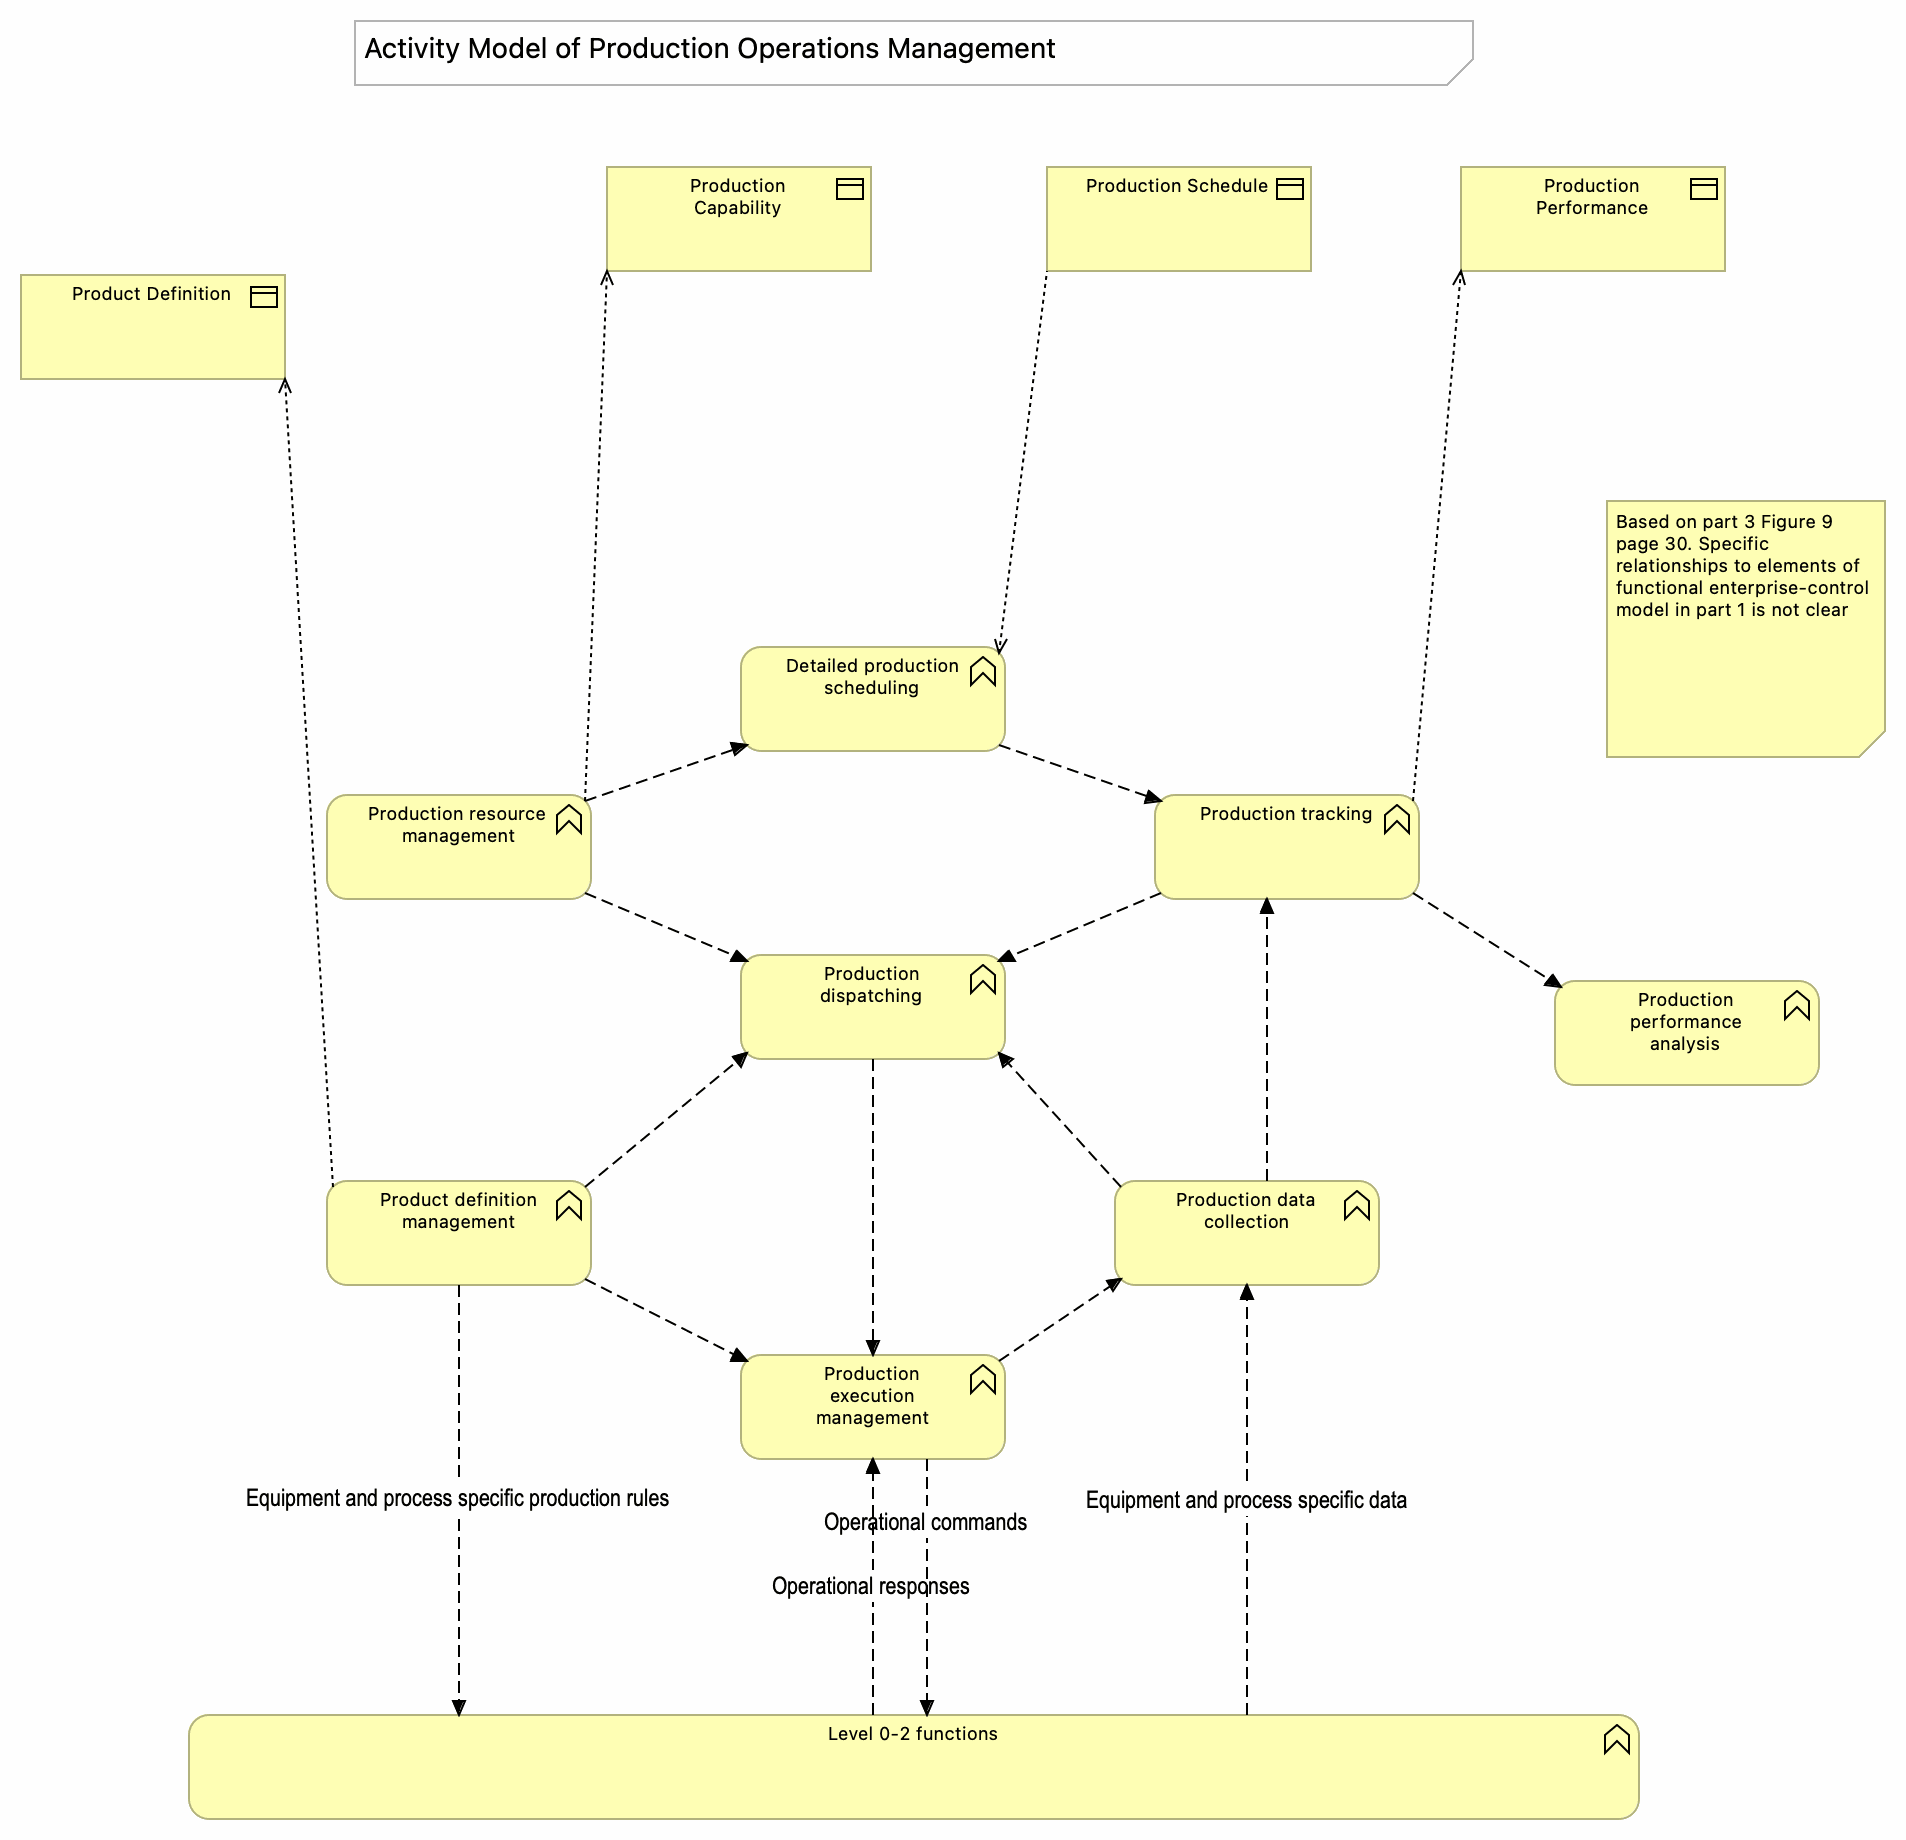 Activity Model of Production Operations Management
Production
Capability
Production Schedule
Production
Performance
Product Definition
Based on part 3 Figure 9
page 30. Specific
relationships to elements of
functional enterprise-control
model in part 1 is not clear
Detailed production
scheduling
Production resource
management
Production tracking
Production
dispatching
Production
performance
analysis
Product definition
management
Production data
collection
Production
execution
management
Equipment and process specific production rules
Equipment and process specific data
Operational commands
Operational responses
Level 0-2 functions